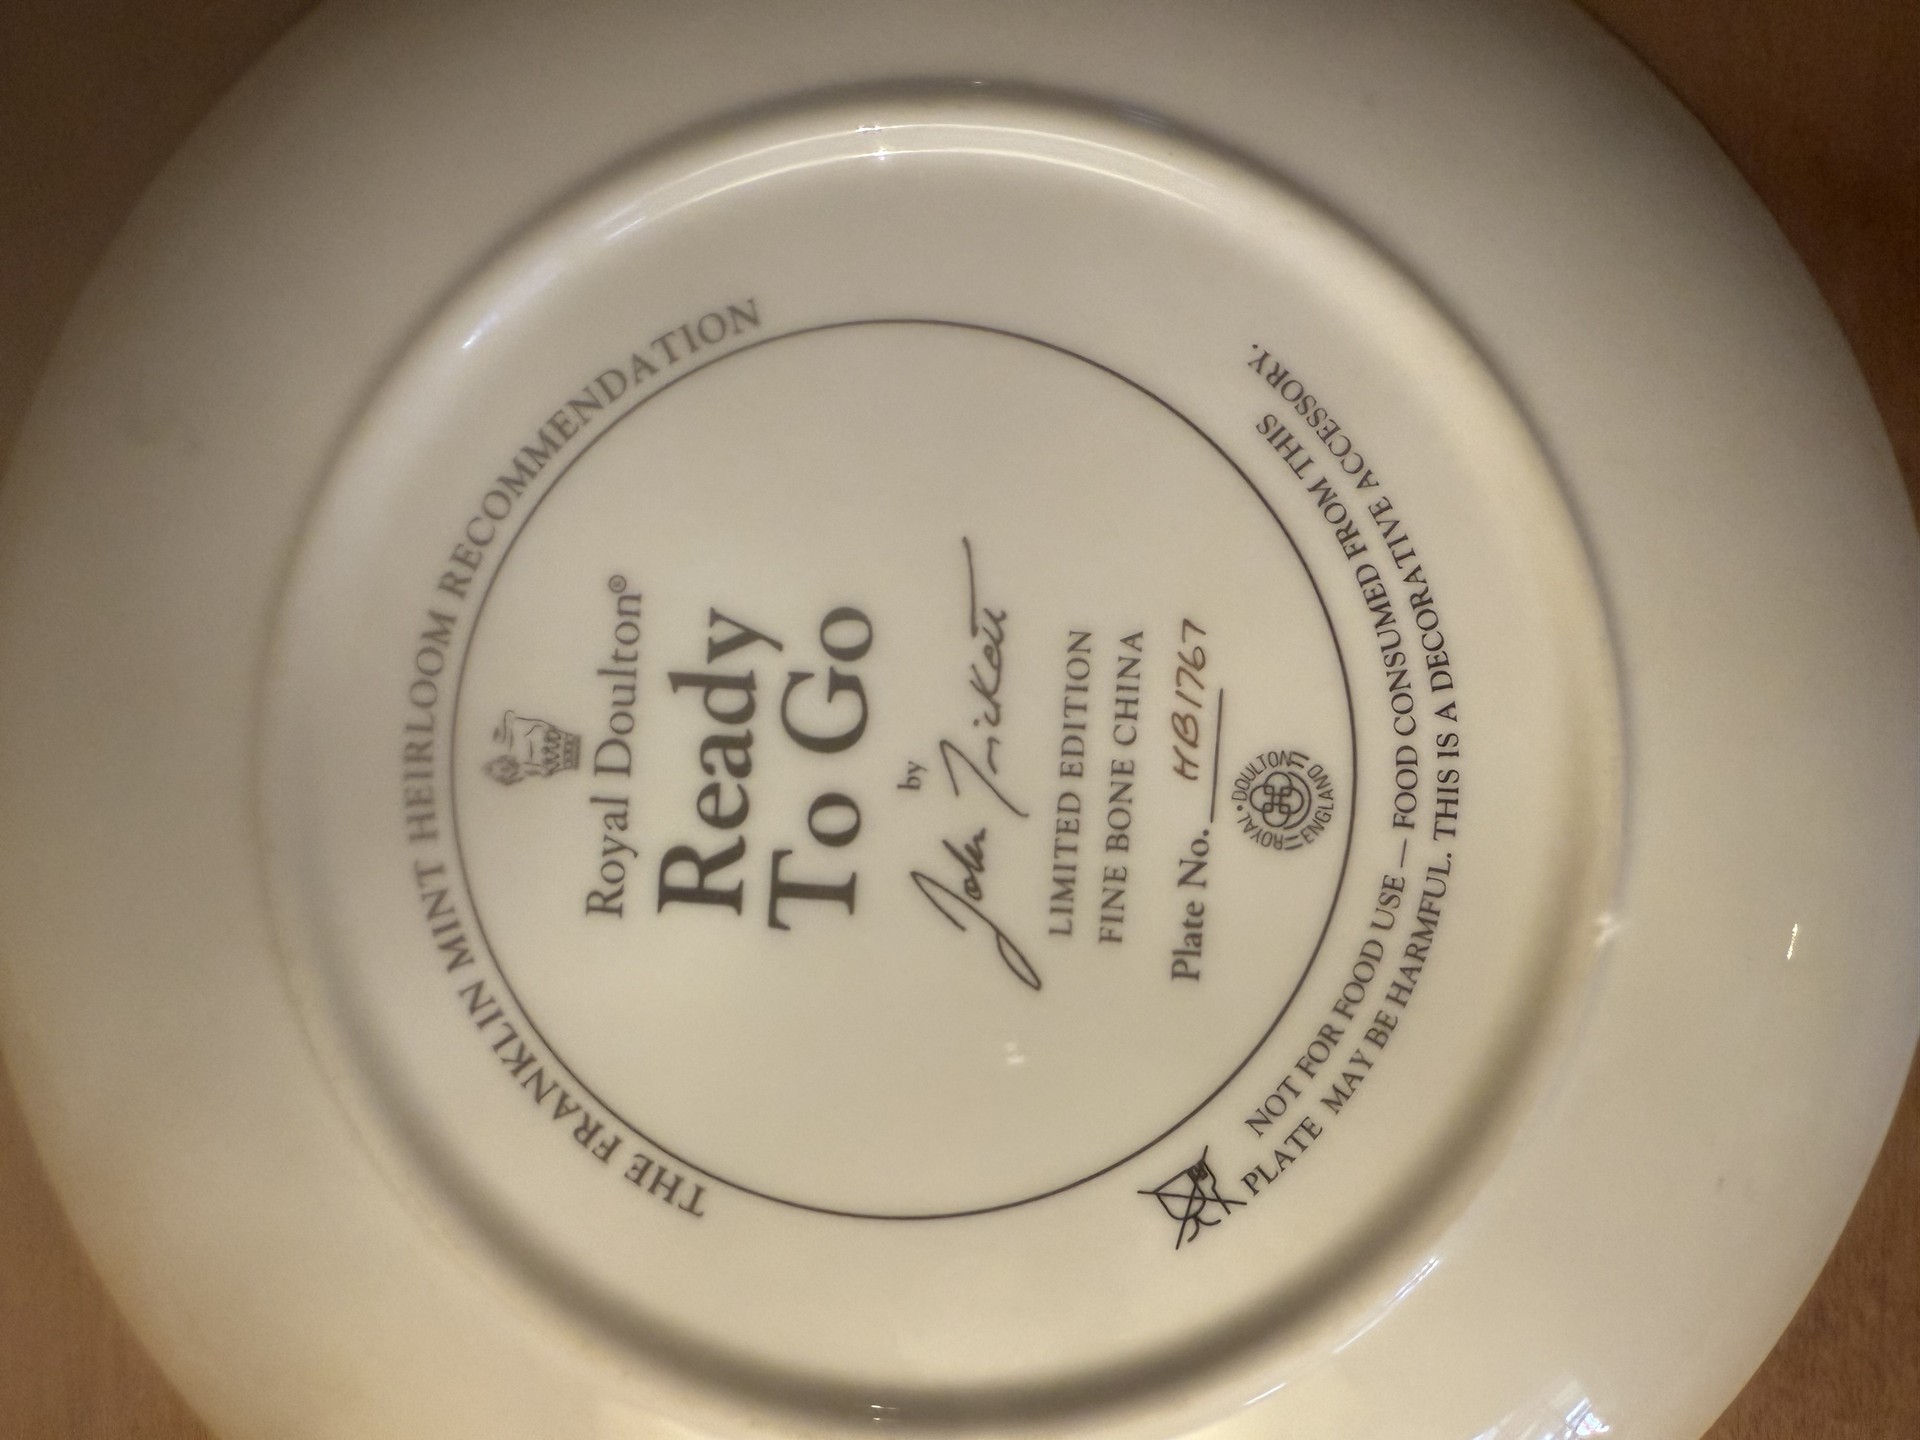 THE FRANKLIN MINT HEIRLOOM RECOMMENDATION
Royal Doulton®
Ready
To Go
by
John Trickett
LIMITED EDITION
FINE BONE CHINA
Plate No. HB1767
ROYAL • DOULTON
ENGLAND
NOT FOR FOOD USE — FOOD CONSUMED FROM THIS
PLATE MAY BE HARMFUL. THIS IS A DECORATIVE ACCESSORY.